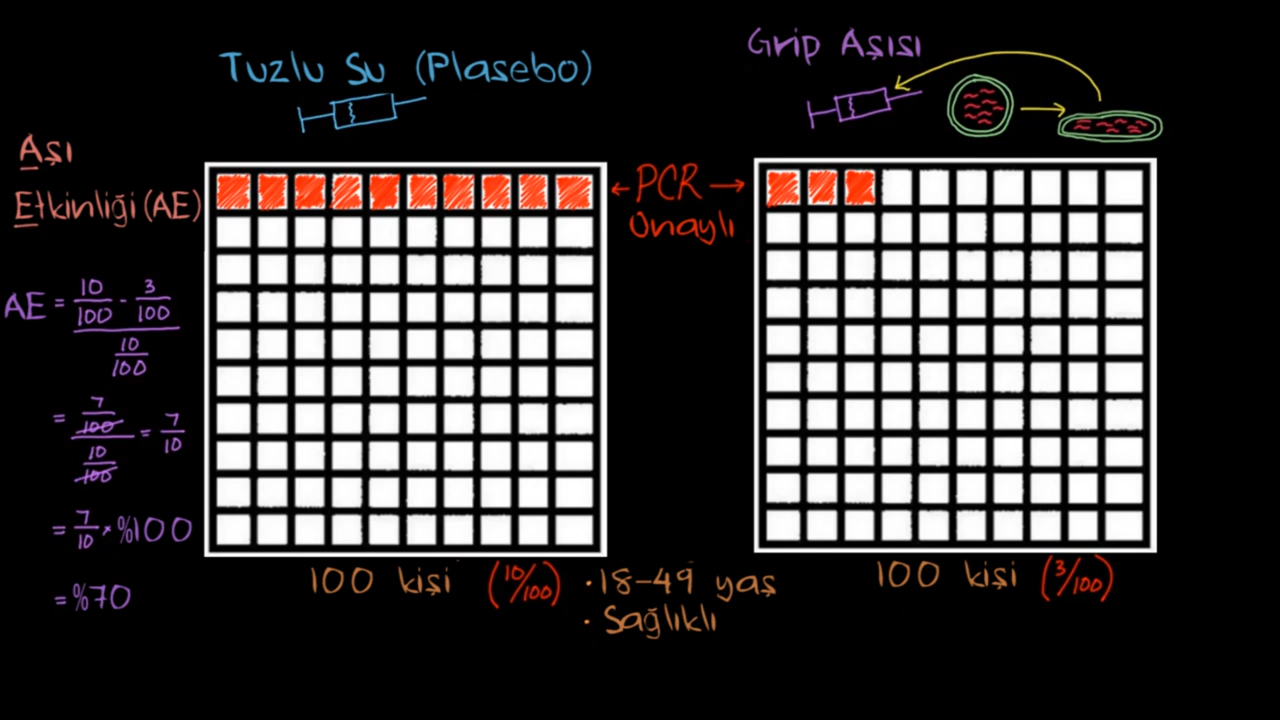 Tuzlu Su (Plasebo)
Grip Aşısı
Aşı
Etkinliği (AE)
← PCR →
Onaylı
AE = 10/100 - 3/100
10/100
= 7/100 / 10/100 = 7/10
= 7/10 × %100
= %70
100 kişi (10/100)
· 18-49 yaş
· Sağlıklı
100 kişi (3/100)